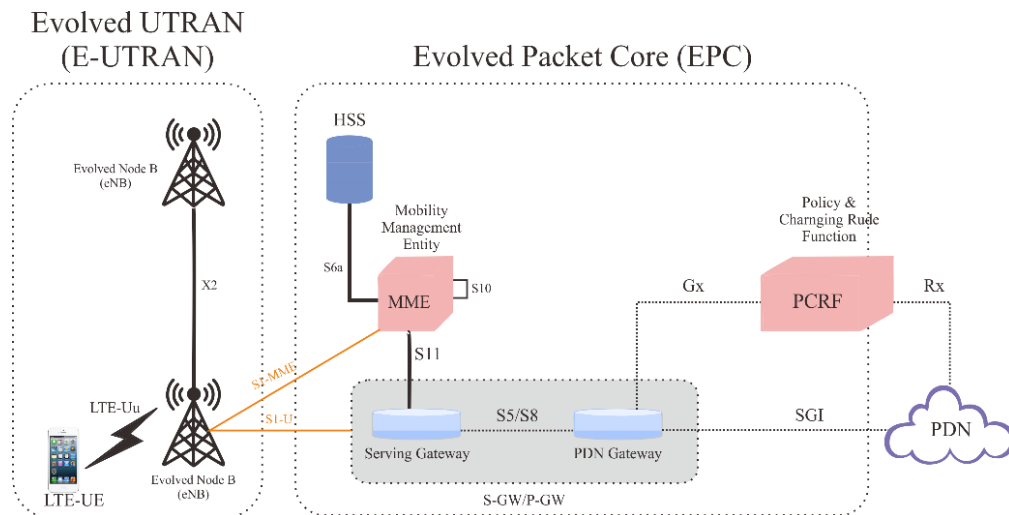 Evolved UTRAN
(E-UTRAN)
Evolved Packet Core (EPC)
HSS
Evolved Node B
(eNB)
Mobility
Management
Entity
Policy &
Charnging Rude
Function
S6a
MME
S10
X2
Gx
PCRF
Rx
S11
S1-MME
LTE-Uu
S1-U
S5/S8
SGI
PDN
Serving Gateway
PDN Gateway
LTE-UE
Evolved Node B
(eNB)
S-GW/P-GW